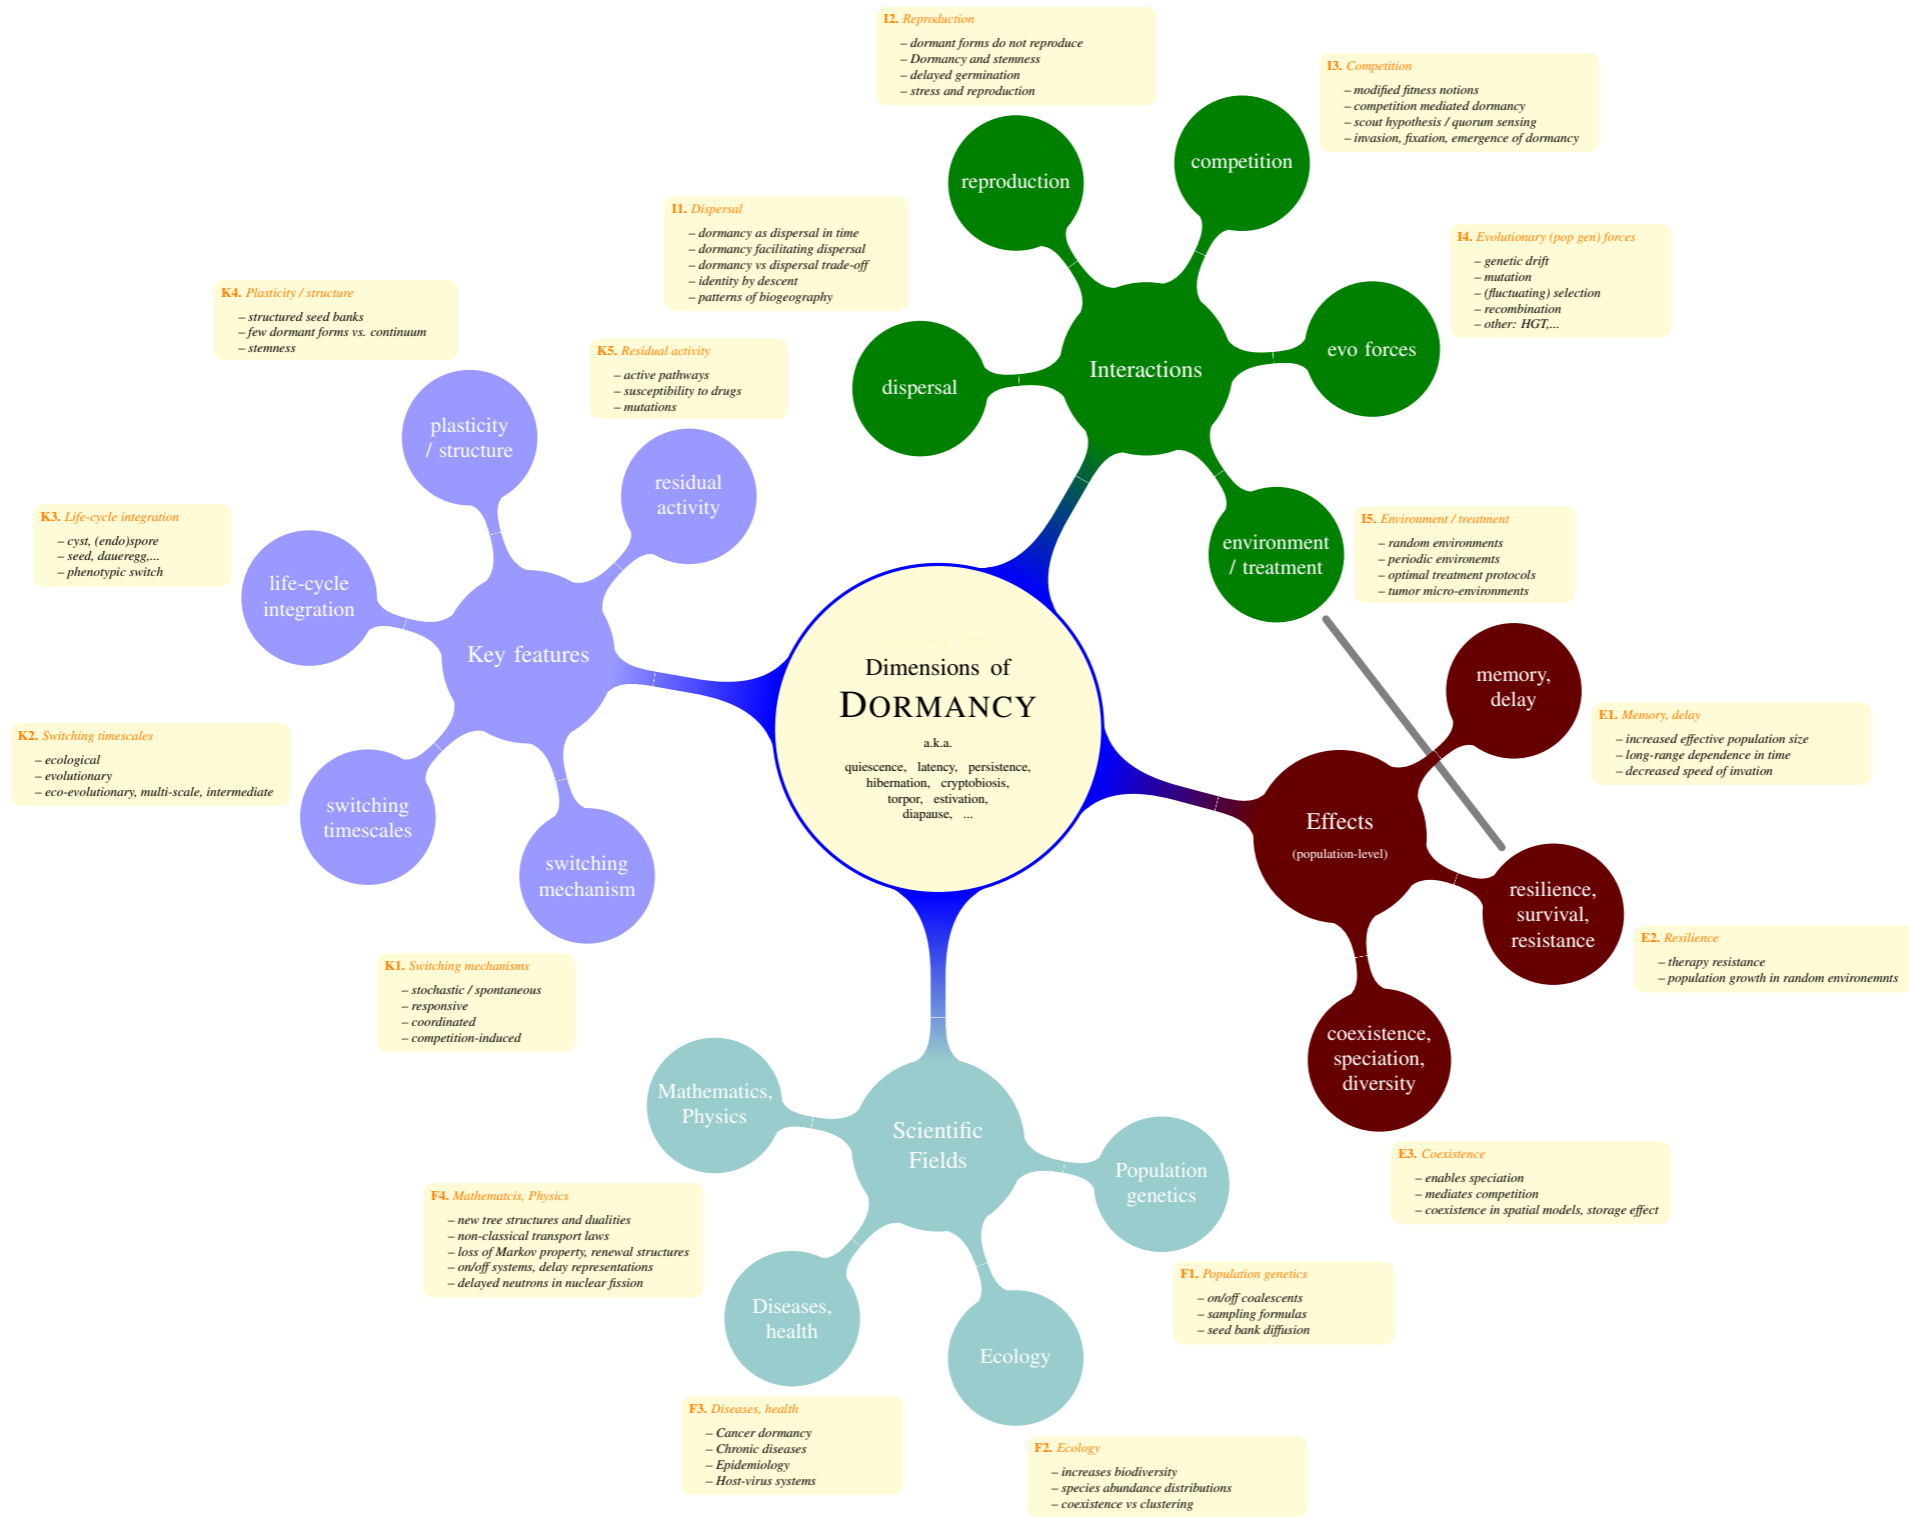 Dimensions of
DORMANCY
a.k.a.
quiescence, latency, persistence,
hibernation, cryptobiosis,
torpor, estivation,
diapause, ...
Interactions
dispersal
I1. Dispersal
– dormancy as dispersal in time
– dormancy facilitating dispersal
– dormancy vs dispersal trade-off
– identity by descent
– patterns of biogeography
reproduction
I2. Reproduction
– dormant forms do not reproduce
– Dormancy and stemness
– delayed germination
– stress and reproduction
competition
I3. Competition
– modified fitness notions
– competition mediated dormancy
– scout hypothesis / quorum sensing
– invasion, fixation, emergence of dormancy
evo forces
I4. Evolutionary (pop gen) forces
– genetic drift
– mutation
– (fluctuating) selection
– recombination
– other: HGT,...
environment
/ treatment
I5. Environment / treatment
– random environments
– periodic environemts
– optimal treatment protocols
– tumor micro-environments
Effects
(population-level)
memory,
delay
E1. Memory, delay
– increased effective population size
– long-range dependence in time
– decreased speed of invation
resilience,
survival,
resistance
E2. Resilience
– therapy resistance
– population growth in random environemnts
coexistence,
speciation,
diversity
E3. Coexistence
– enables speciation
– mediates competition
– coexistence in spatial models, storage effect
Scientific
Fields
Population
genetics
F1. Population genetics
– on/off coalescents
– sampling formulas
– seed bank diffusion
Ecology
F2. Ecology
– increases biodiversity
– species abundance distributions
– coexistence vs clustering
Diseases,
health
F3. Diseases, health
– Cancer dormancy
– Chronic diseases
– Epidemiology
– Host-virus systems
Mathematics,
Physics
F4. Mathematcis, Physics
– new tree structures and dualities
– non-classical transport laws
– loss of Markov property, renewal structures
– on/off systems, delay representations
– delayed neutrons in nuclear fission
Key features
switching
mechanism
K1. Switching mechanisms
– stochastic / spontaneous
– responsive
– coordinated
– competition-induced
switching
timescales
K2. Switching timescales
– ecological
– evolutionary
– eco-evolutionary, multi-scale, intermediate
life-cycle
integration
K3. Life-cycle integration
– cyst, (endo)spore
– seed, daueregg,...
– phenotypic switch
plasticity
/ structure
K4. Plasticity / structure
– structured seed banks
– few dormant forms vs. continuum
– stemness
residual
activity
K5. Residual activity
– active pathways
– susceptibility to drugs
– mutations